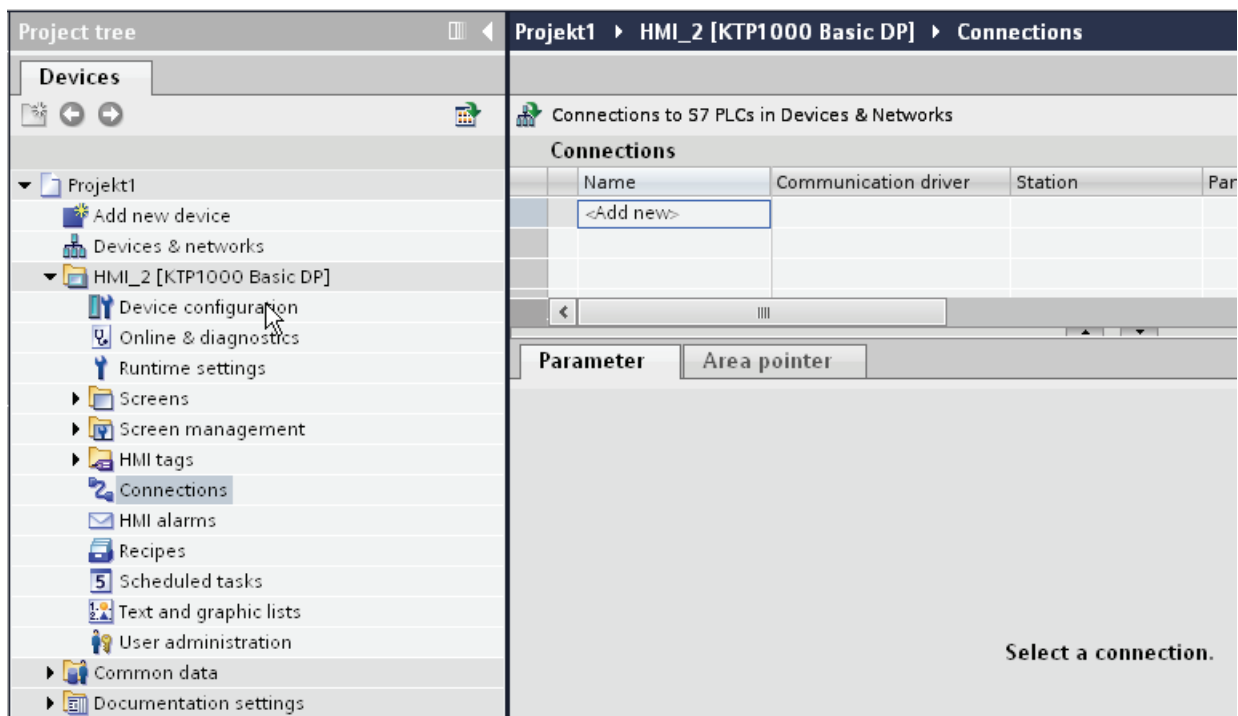 Project tree
Devices
Projekt1
Add new device
Devices & networks
HMI_2 [KTP1000 Basic DP]
Device configuration
Online & diagnostics
Runtime settings
Screens
Screen management
HMI tags
Connections
HMI alarms
Recipes
Scheduled tasks
Text and graphic lists
User administration
Common data
Documentation settings
Projekt1 HMI_2 [KTP1000 Basic DP] Connections
Connections to S7 PLCs in Devices & Networks
Connections
Name Communication driver Station Par
<Add new>
Parameter Area pointer
Select a connection.